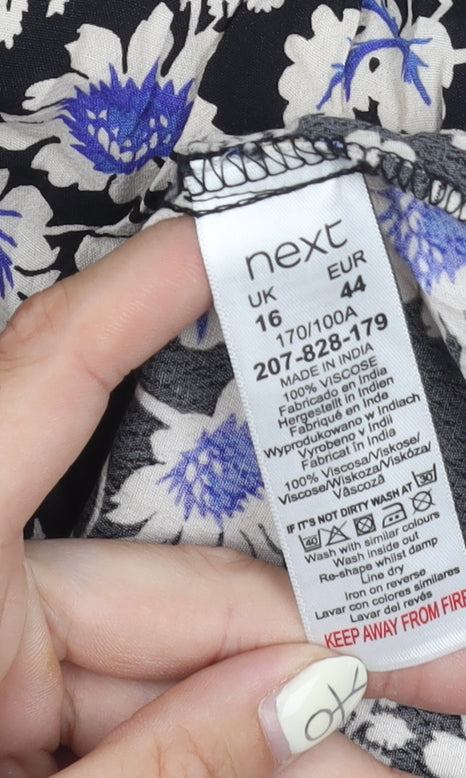 next
UK EUR
16 44
170/100A
207-828-179
MADE IN INDIA
100% VISCOSE
Fabricado en India
Hergestellt in Indien
Fabriqué en Inde
Wyprodukowano w Indiach
Vyrobeno v Indii
Fabricat în India
100% Viscosa/Viskose/
Viscose/Wiskoza/Viskóza/
Vâscoză
IF IT'S NOT DIRTY WASH AT 30
40
Wash with similar colours
Wash inside out
Re-shape whilst damp
Line dry
Iron on reverse
Lavar con colores similares
Lavar del revés
KEEP AWAY FROM FIRE
ok